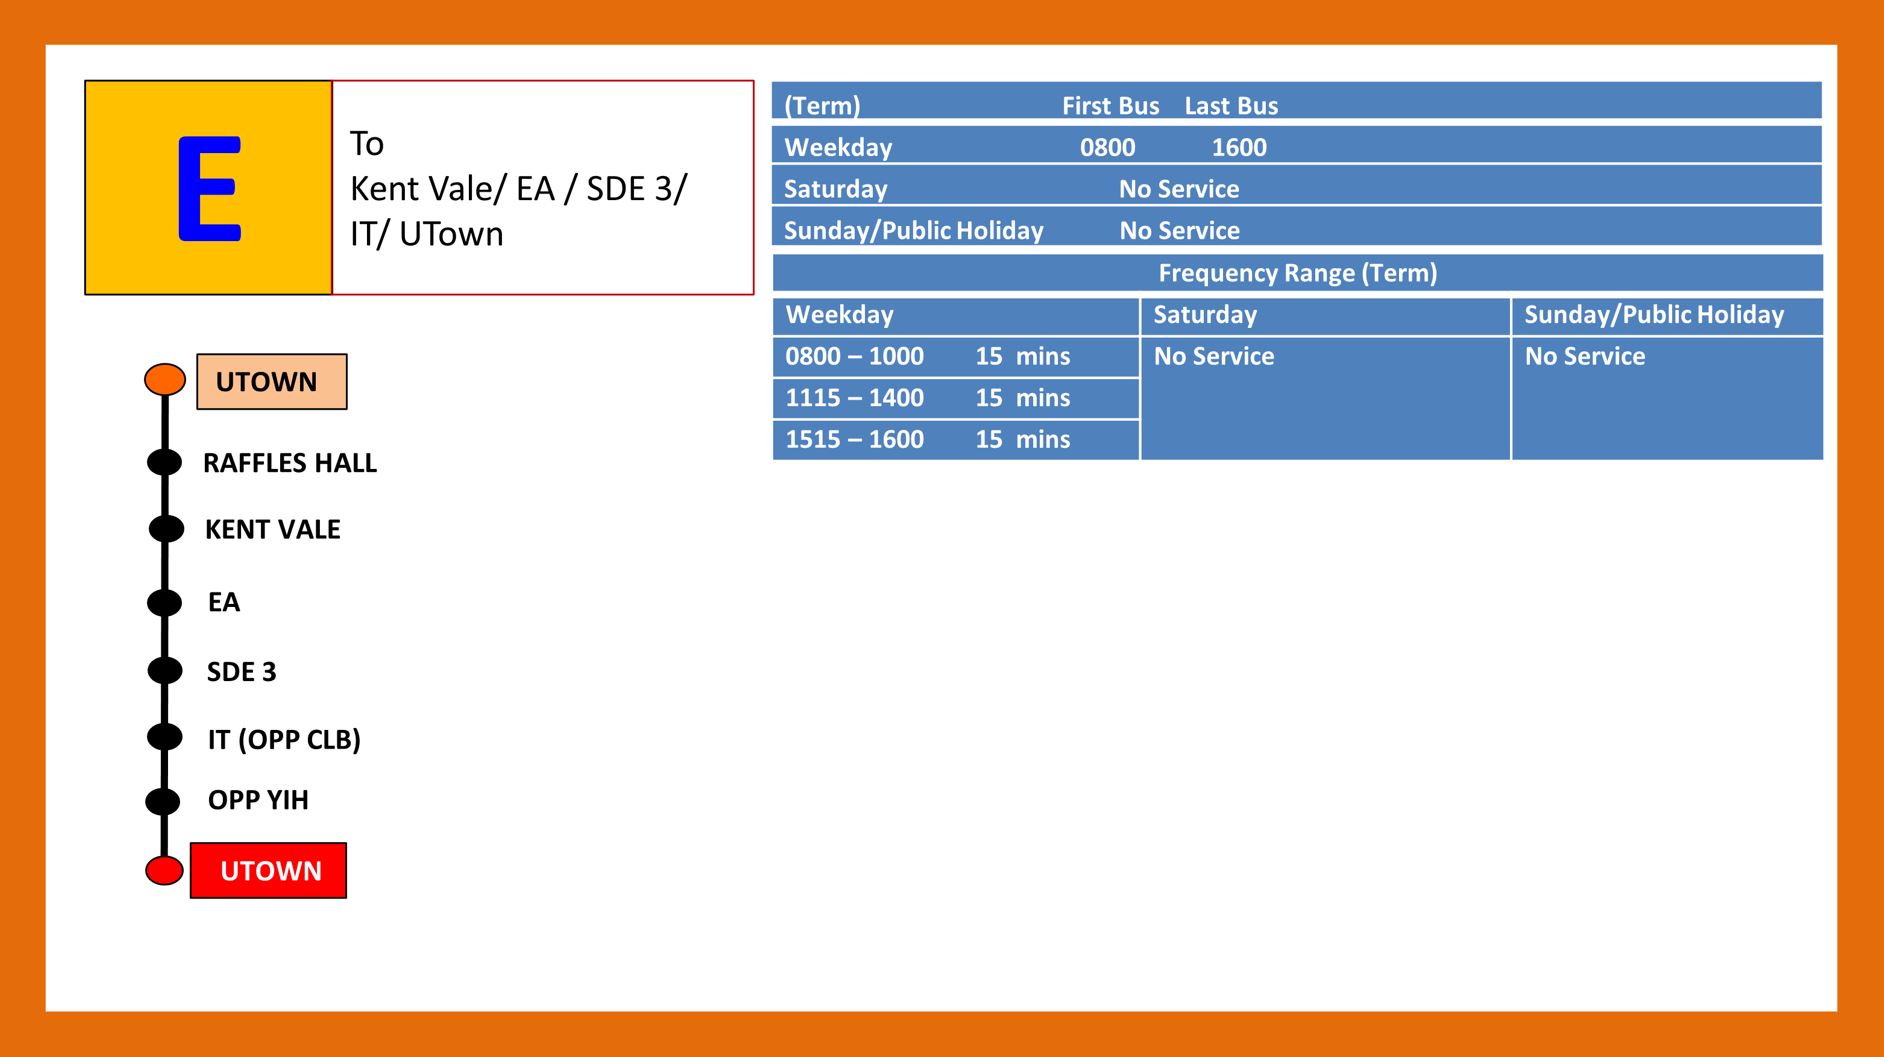 E
To
Kent Vale/ EA / SDE 3/
IT/ UTown
(Term) First Bus Last Bus
Weekday 0800 1600
Saturday No Service
Sunday/Public Holiday No Service
Frequency Range (Term)
Weekday Saturday Sunday/Public Holiday
0800 – 1000 15 mins No Service No Service
1115 – 1400 15 mins
1515 – 1600 15 mins
UTOWN
RAFFLES HALL
KENT VALE
EA
SDE 3
IT (OPP CLB)
OPP YIH
UTOWN